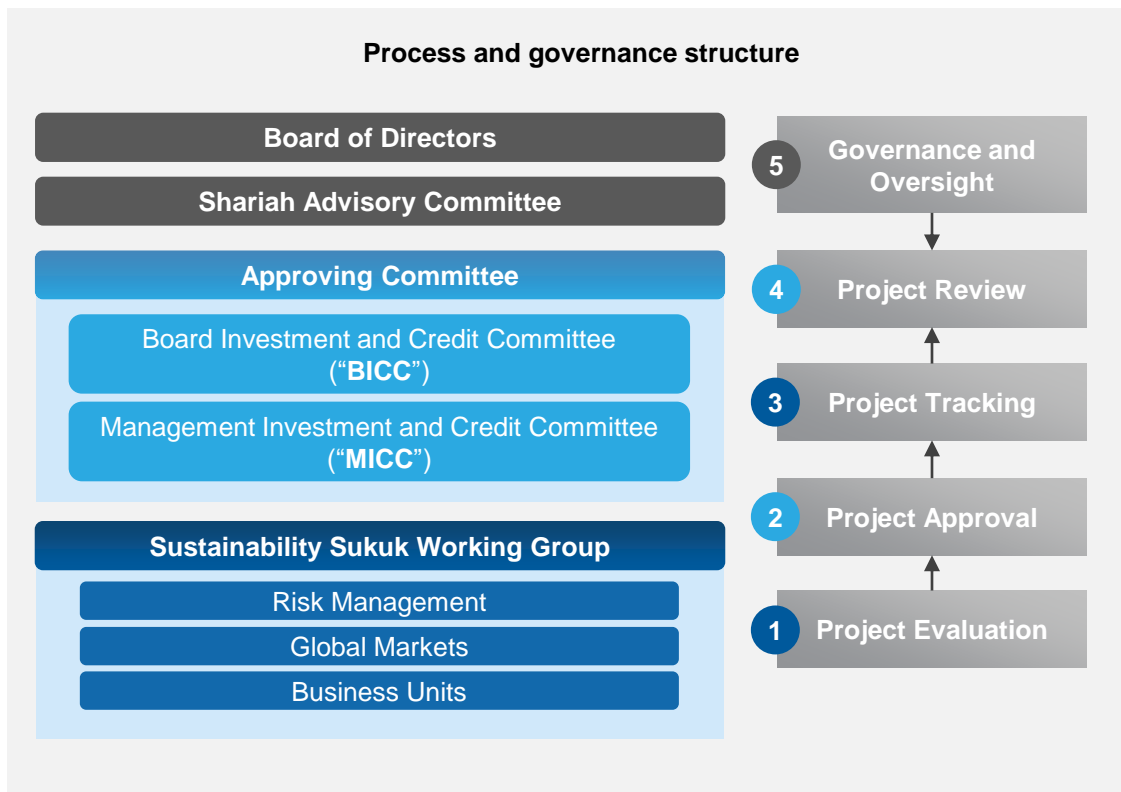 Process and governance structure
Board of Directors
Shariah Advisory Committee
Approving Committee
Board Investment and Credit Committee
(“BICC”)
Management Investment and Credit Committee
(“MICC”)
Sustainability Sukuk Working Group
Risk Management
Global Markets
Business Units
5
Governance and
Oversight
4
Project Review
3
Project Tracking
2
Project Approval
1
Project Evaluation